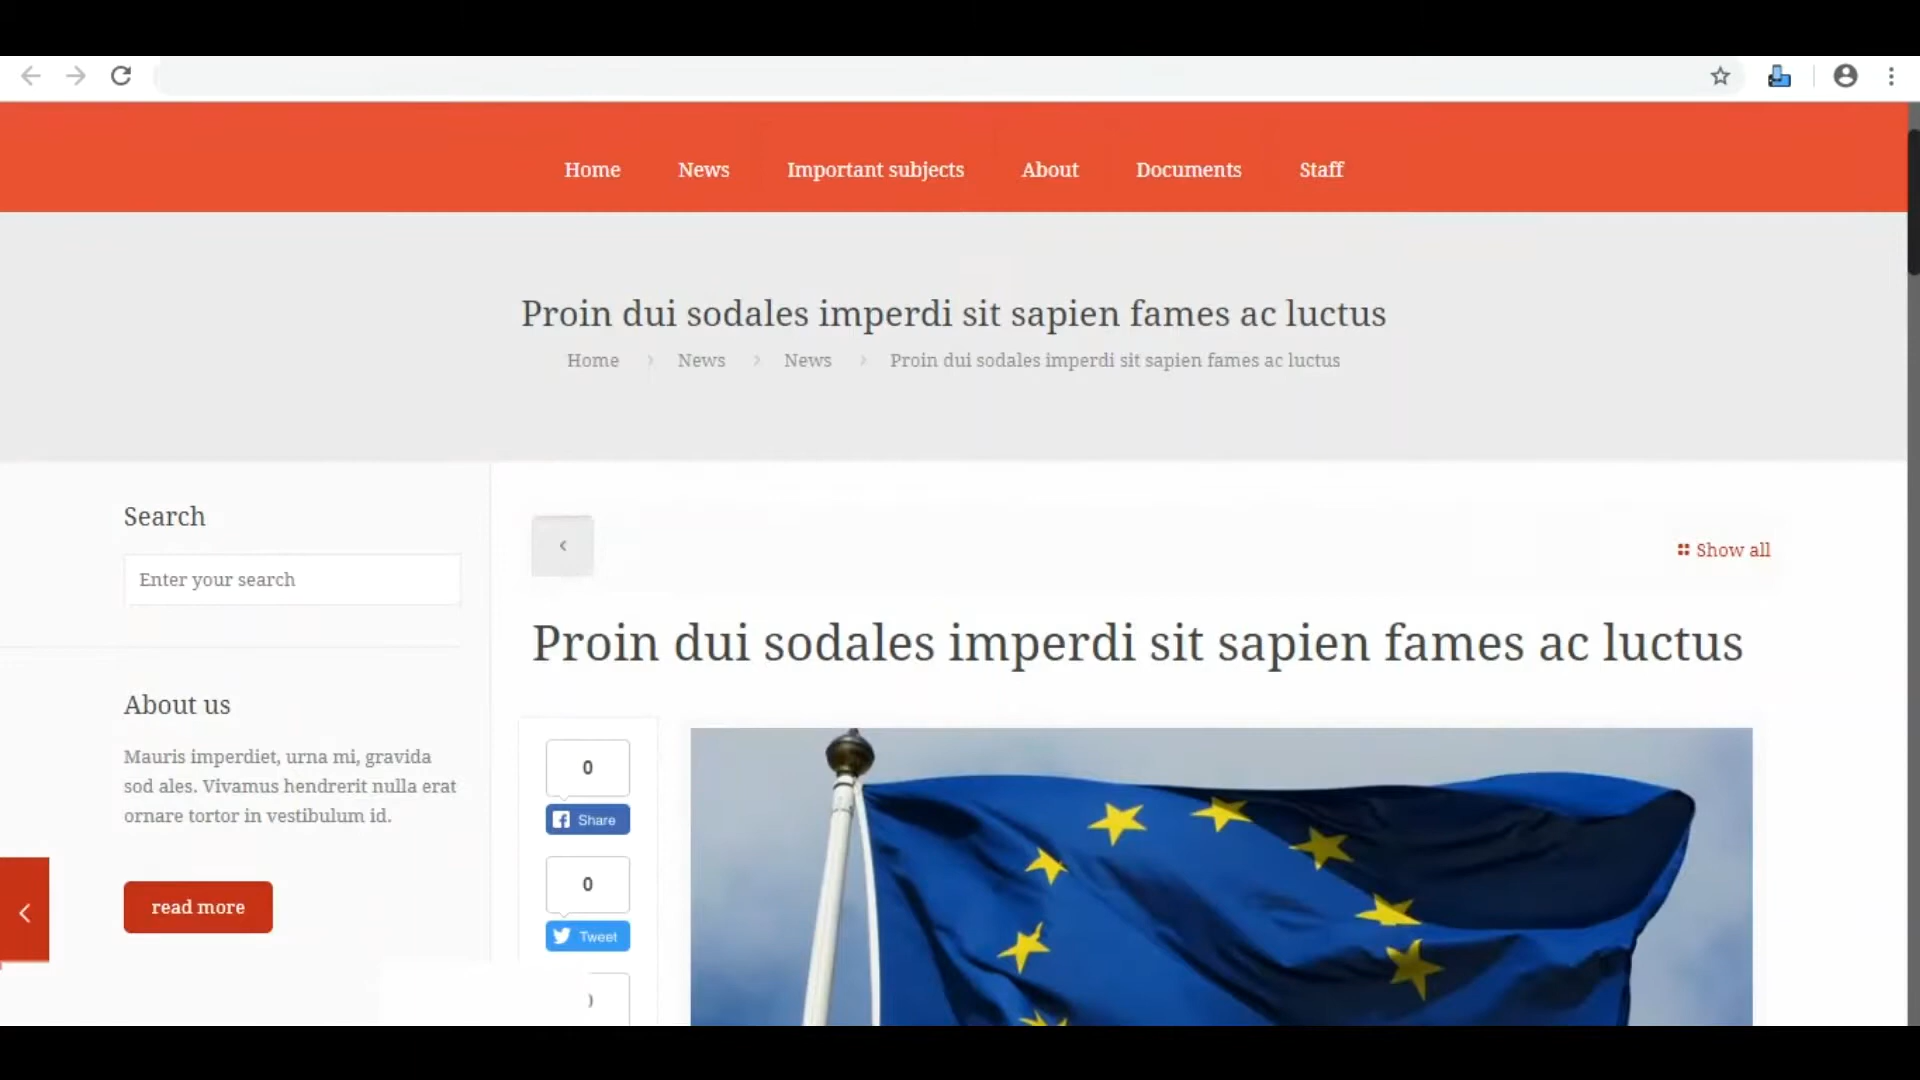 Home News Important subjects About Documents Staff
Proin dui sodales imperdi sit sapien fames ac luctus
Home > News > News > Proin dui sodales imperdi sit sapien fames ac luctus
Search
Enter your search
About us
Mauris imperdiet, urna mi, gravida
sod ales. Vivamus hendrerit nulla erat
ornare tortor in vestibulum id.
read more
Show all
Proin dui sodales imperdi sit sapien fames ac luctus
0
Share
0
Tweet